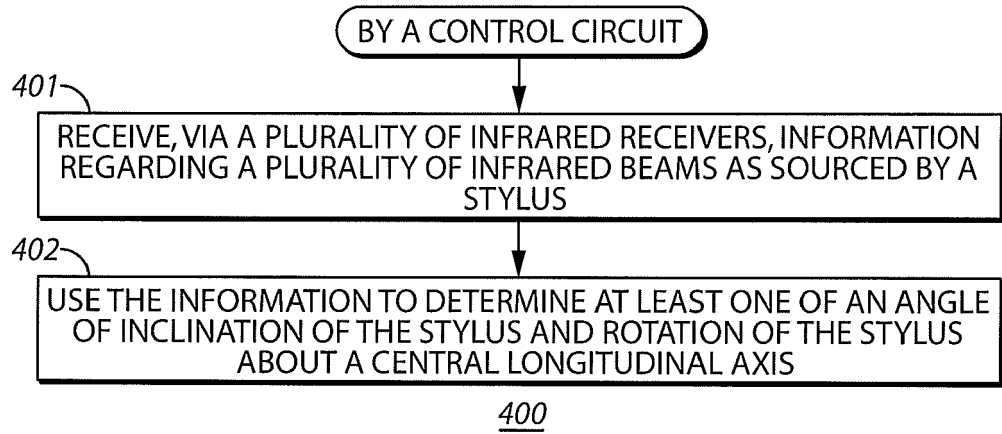 BY A CONTROL CIRCUIT
401
RECEIVE, VIA A PLURALITY OF INFRARED RECEIVERS, INFORMATION
REGARDING A PLURALITY OF INFRARED BEAMS AS SOURCED BY A
STYLUS
402
USE THE INFORMATION TO DETERMINE AT LEAST ONE OF AN ANGLE
OF INCLINATION OF THE STYLUS AND ROTATION OF THE STYLUS
ABOUT A CENTRAL LONGITUDINAL AXIS
400